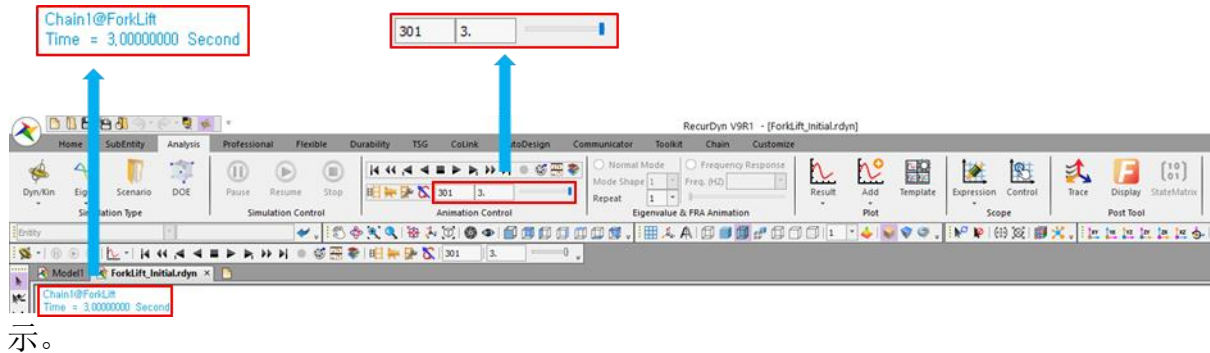 Chain1@ForkLift
Time = 3,00000000 Second
301 3.
RecurDyn V9R1 - [ForkLift_Initial.rdyn]
Home SubEntity Analysis Professional Flexible Durability TSG CoLink AutoDesign Communicator Toolkit Chain Customize
Dyn/Kin Eig Scenario DOE Pause Resume Stop
301 3.
Normal Mode Frequency Response
Mode Shape 1 Freq. (HZ)
Repeat 1
Result Add Template Expression Control Trace Display StateMatrix
Simulation Type Simulation Control Animation Control Eigenvalue & FRA Animation Plot Scope Post Tool
Entity 1
301 3.
Model1 ForkLift_Initial.rdyn
Chain1@ForkLift
Time = 3,00000000 Second
示。